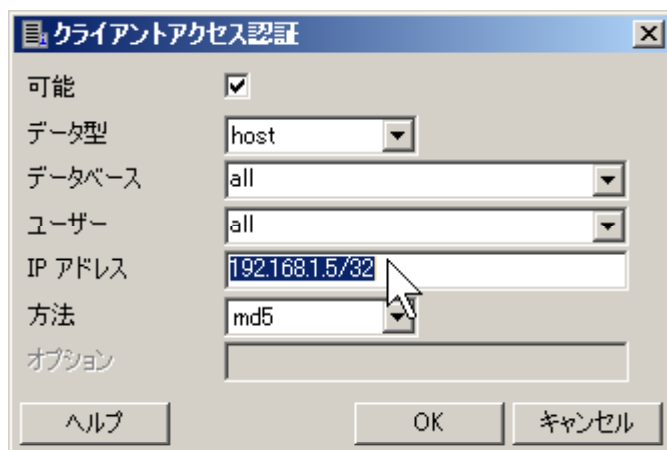 クライアントアクセス認証
可能
データ型 host
データベース all
ユーザー all
IP アドレス 192.168.1.5/32
方法 md5
オプション
ヘルプ OK キャンセル